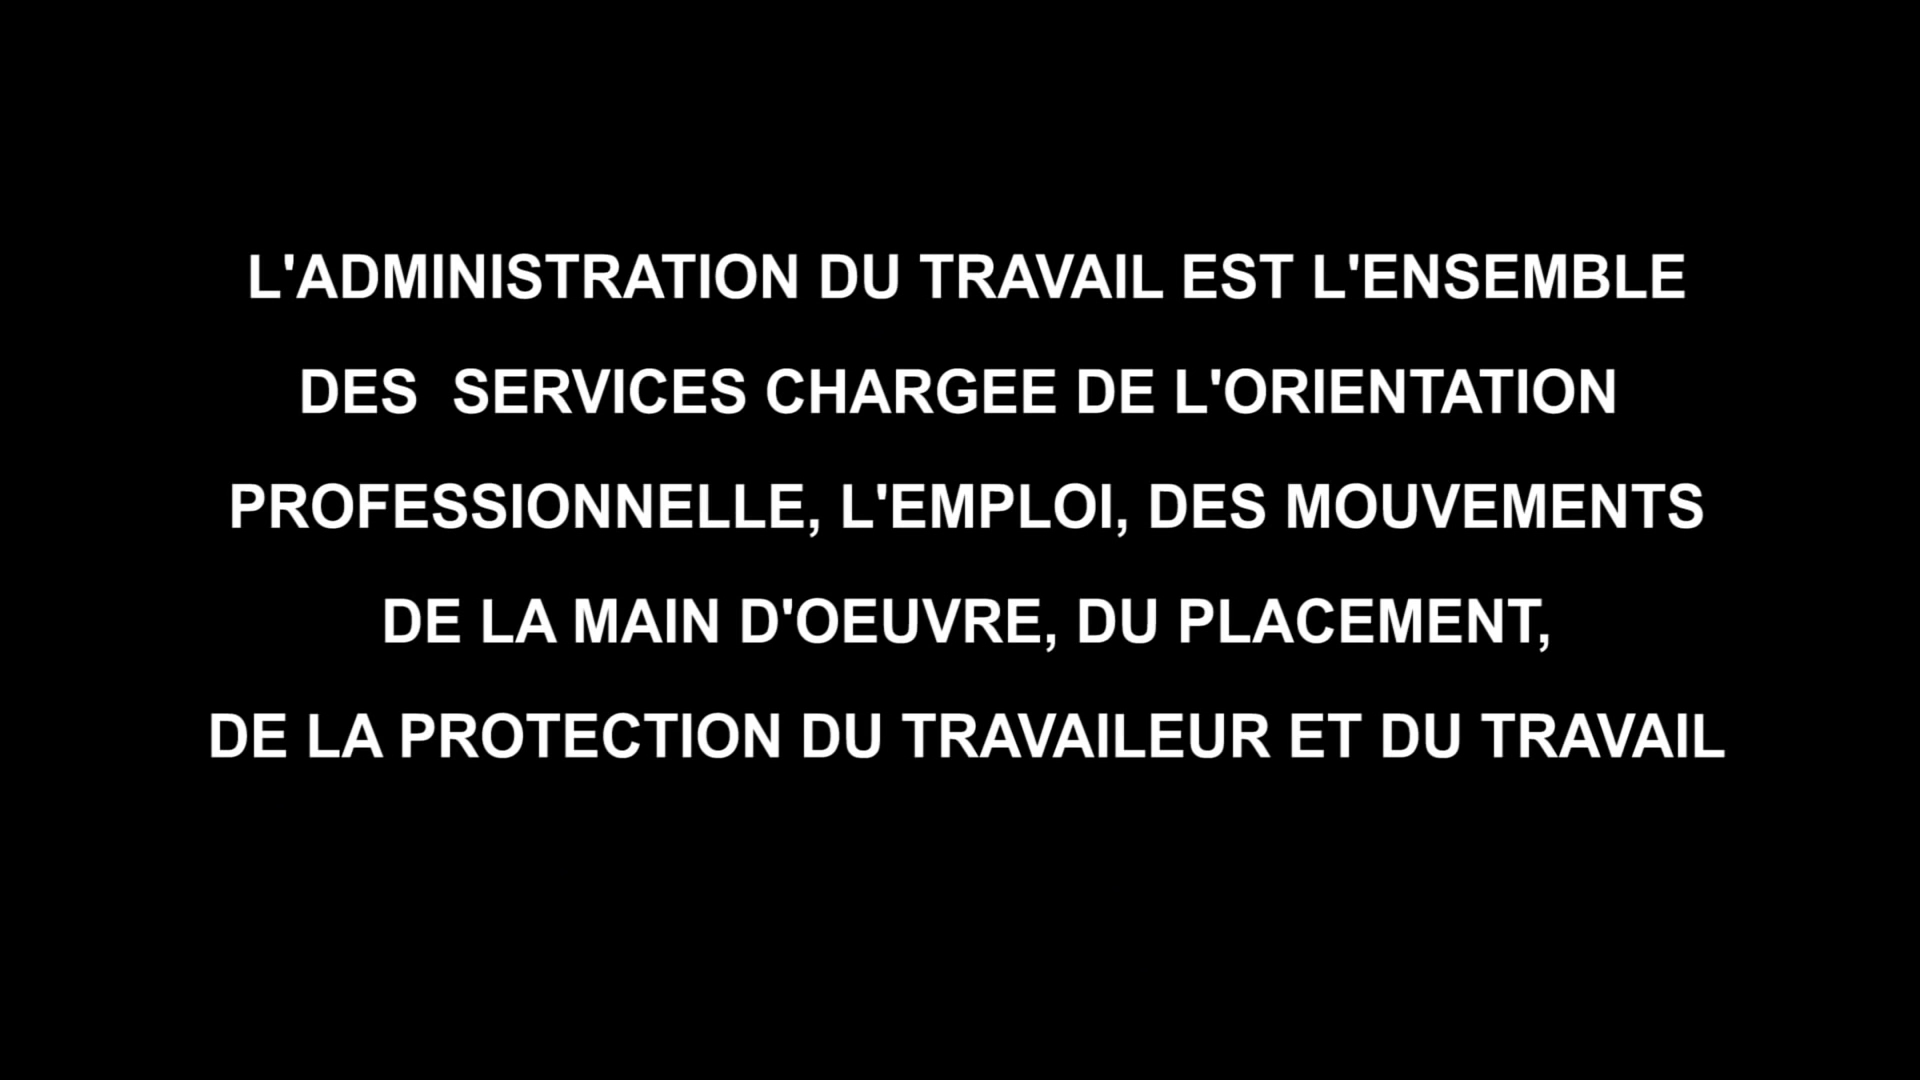 L'ADMINISTRATION DU TRAVAIL EST L'ENSEMBLE
DES  SERVICES CHARGEE DE L'ORIENTATION
PROFESSIONNELLE, L'EMPLOI, DES MOUVEMENTS
DE LA MAIN D'OEUVRE, DU PLACEMENT,
DE LA PROTECTION DU TRAVAILEUR ET DU TRAVAIL